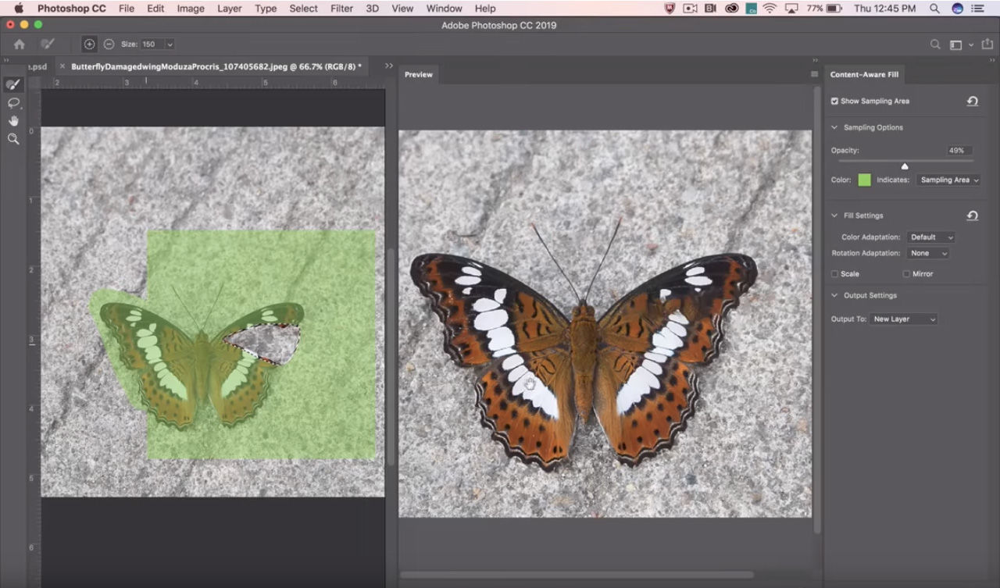 Photoshop CC File Edit Image Layer Type Select Filter 3D View Window Help 77% Thu 12:45 PM
Adobe Photoshop CC 2019
Size: 150
e.psd × ButterflyDamagedwingModuzaProcris_107405682.jpeg @ 66.7% (RGB/8) *
Preview
Content-Aware Fill
2 3 4 5 6
0
1
2
3
4
5
6
Show Sampling Area
Sampling Options
Opacity: 49%
Color: Indicates: Sampling Area
Fill Settings
Color Adaptation: Default
Rotation Adaptation: None
Scale Mirror
Output Settings
Output To: New Layer